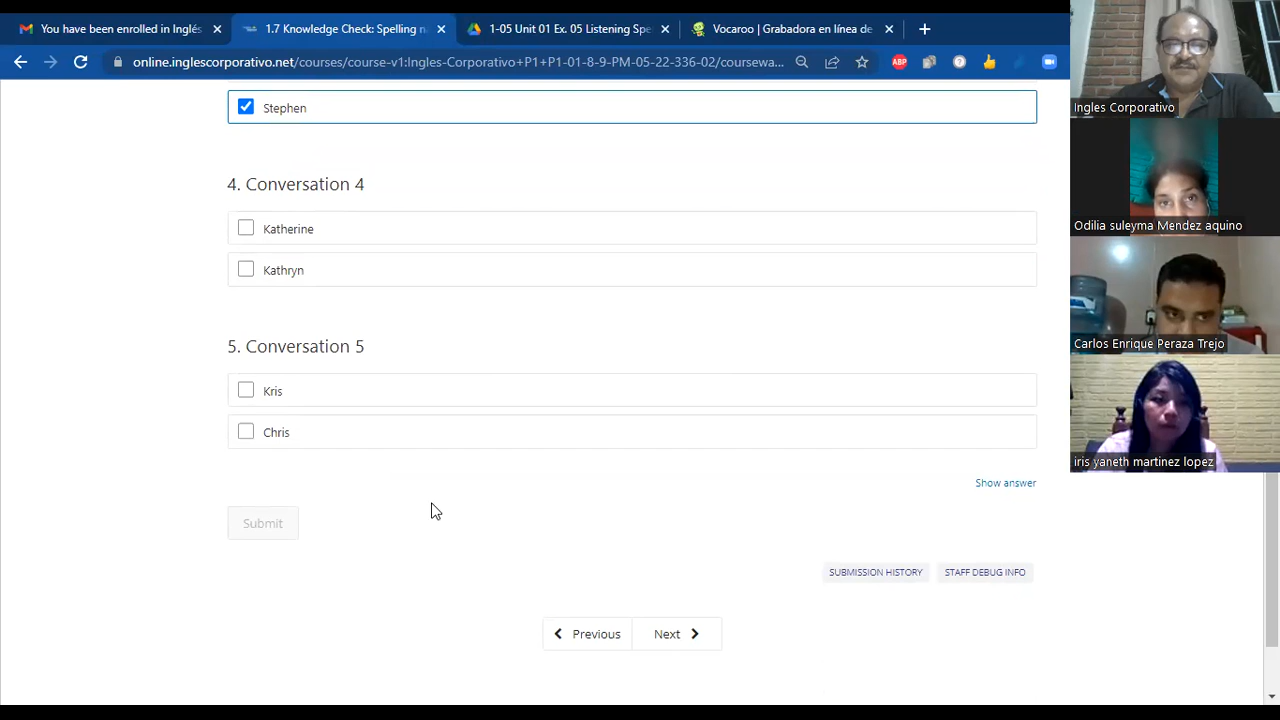 You have been enrolled in Inglés
1.7 Knowledge Check: Spelling
1-05 Unit 01 Ex. 05 Listening Spe
Vocaroo | Grabadora en línea de
online.inglescorporativo.net/courses/course-v1:Ingles-Corporativo+P1+P1-01-8-9-PM-05-22-336-02/coursewa...
ABP
Ingles Corporativo
Stephen
4. Conversation 4
Katherine
Odilia suleyma Mendez aquino
Kathryn
5. Conversation 5
Carlos Enrique Peraza Trejo
Kris
Chris
iris yaneth martinez lopez
Show answer
Submit
SUBMISSION HISTORY
STAFF DEBUG INFO
Previous
Next